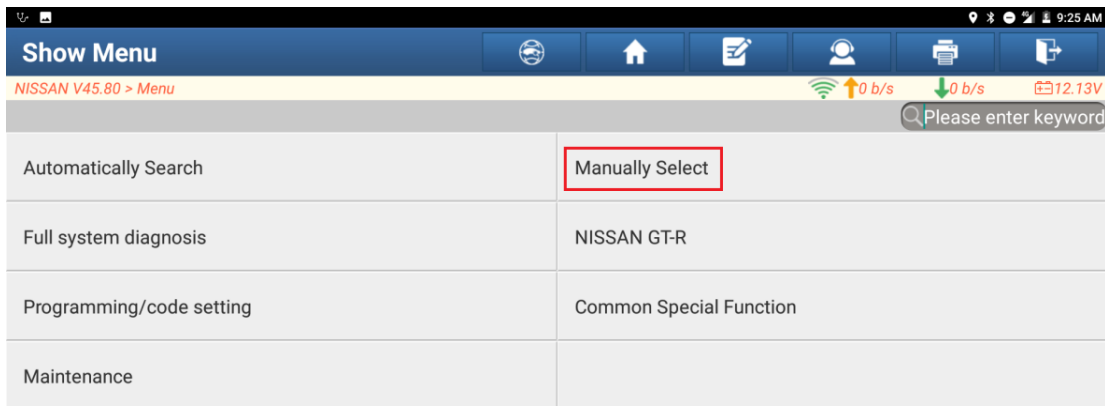 9:25 AM
Show Menu
NISSAN V45.80 > Menu
0 b/s
0 b/s
12.13V
Please enter keyword
Automatically Search
Manually Select
Full system diagnosis
NISSAN GT-R
Programming/code setting
Common Special Function
Maintenance